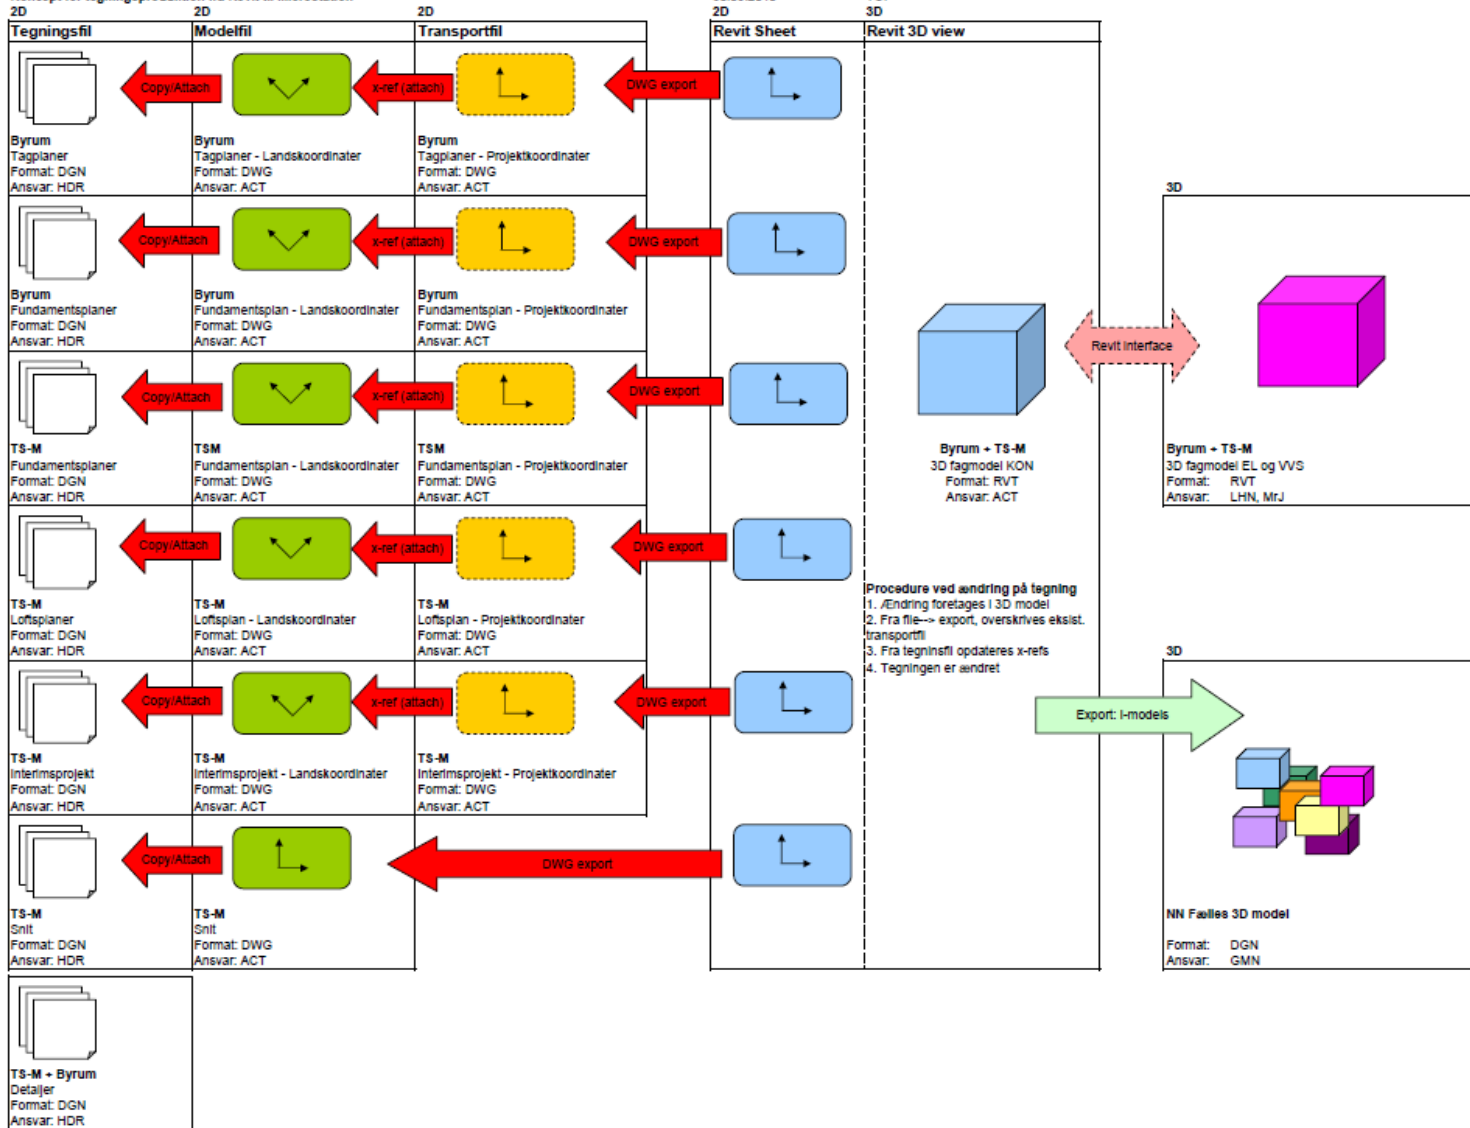 2D 2D 2D 2D 3D
Tegningsfil Modelfil Transportfil Revit Sheet Revit 3D view
Copy/Attach x-ref (attach) DWG export
Byrum Byrum Byrum
Tagplaner Tagplaner - Landskoordinater Tagplaner - Projektkoordinater
Format: DGN Format: DWG Format: DWG
Ansvar: HDR Ansvar: ACT Ansvar: ACT
3D
Copy/Attach x-ref (attach) DWG export
Byrum Byrum Byrum
Fundamentsplaner Fundamentsplan - Landskoordinater Fundamentsplan - Projektkoordinater
Format: DGN Format: DWG Format: DWG
Ansvar: HDR Ansvar: ACT Ansvar: ACT
Revit Interface
Copy/Attach x-ref (attach) DWG export
TS-M TSM TSM
Fundamentsplaner Fundamentsplan - Landskoordinater Fundamentsplan - Projektkoordinater
Format: DGN Format: DWG Format: DWG
Ansvar: HDR Ansvar: ACT Ansvar: ACT
Byrum + TS-M
3D fagmodel KON
Format: RVT
Ansvar: ACT
Byrum + TS-M
3D fagmodel EL og VVS
Format: RVT
Ansvar: LHN, MrJ
Copy/Attach x-ref (attach) DWG export
TS-M TS-M TS-M
Loftsplaner Loftsplan - Landskoordinater Loftsplan - Projektkoordinater
Format: DGN Format: DWG Format: DWG
Ansvar: HDR Ansvar: ACT Ansvar: ACT
Procedure ved ændring på tegning
1. Ændring foretages i 3D model
2. Fra file--> export, overskrives eksist.
transportfil
3. Fra tegninsfil opdateres x-refs
4. Tegningen er ændret
3D
Copy/Attach x-ref (attach) DWG export
Export: I-models
TS-M TS-M TS-M
Interimsprojekt Interimsprojekt - Landskoordinater Interimsprojekt - Projektkoordinater
Format: DGN Format: DWG Format: DWG
Ansvar: HDR Ansvar: ACT Ansvar: ACT
Copy/Attach DWG export
TS-M TS-M
Snit Snit
Format: DGN Format: DWG
Ansvar: HDR Ansvar: ACT
NN Fælles 3D model
Format: DGN
Ansvar: GMN
TS-M + Byrum
Detaljer
Format: DGN
Ansvar: HDR